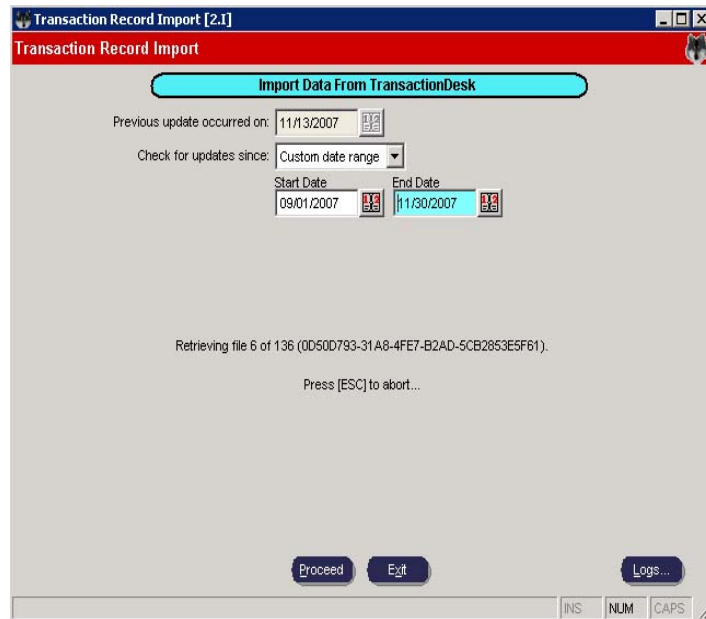 Transaction Record Import [2.I]
Transaction Record Import
Import Data From TransactionDesk
Previous update occurred on: 11/13/2007
Check for updates since: Custom date range
Start Date End Date
09/01/2007 11/30/2007
Retrieving file 6 of 136 (0D50D793-31A8-4FE7-B2AD-5CB2853E5F61).
Press [ESC] to abort...
Proceed Exit Logs...
INS NUM CAPS